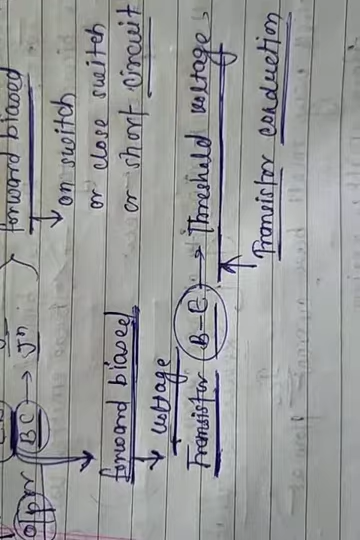 forward biased
↓
on switch
or close switch
or short circuit
BC → Jⁿ
forward biased
↓
voltage
Transistor B-E → Threshold voltage
↑
Transistor conduction